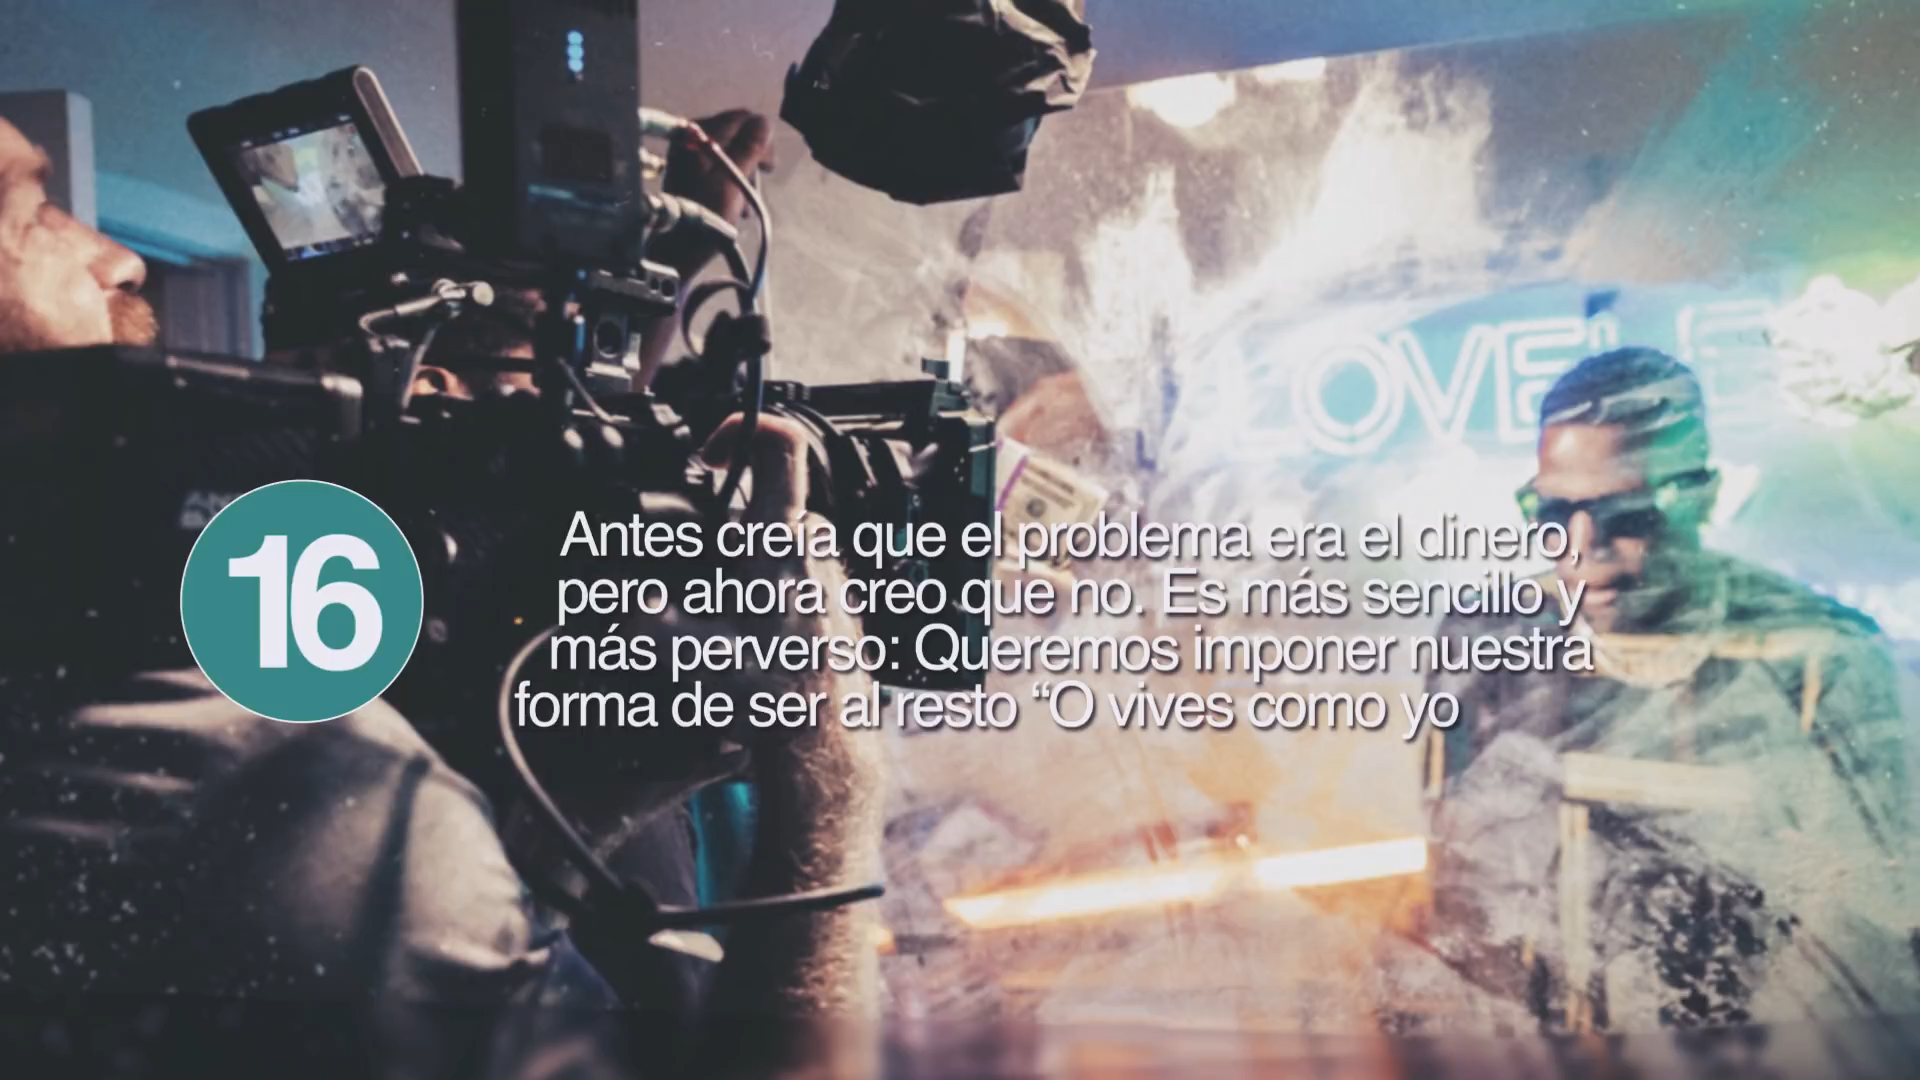 LOVE
16
Antes creía que el problema era el dinero,
pero ahora creo que no. Es más sencillo y
más perverso: Queremos imponer nuestra
forma de ser al resto “O vives como yo